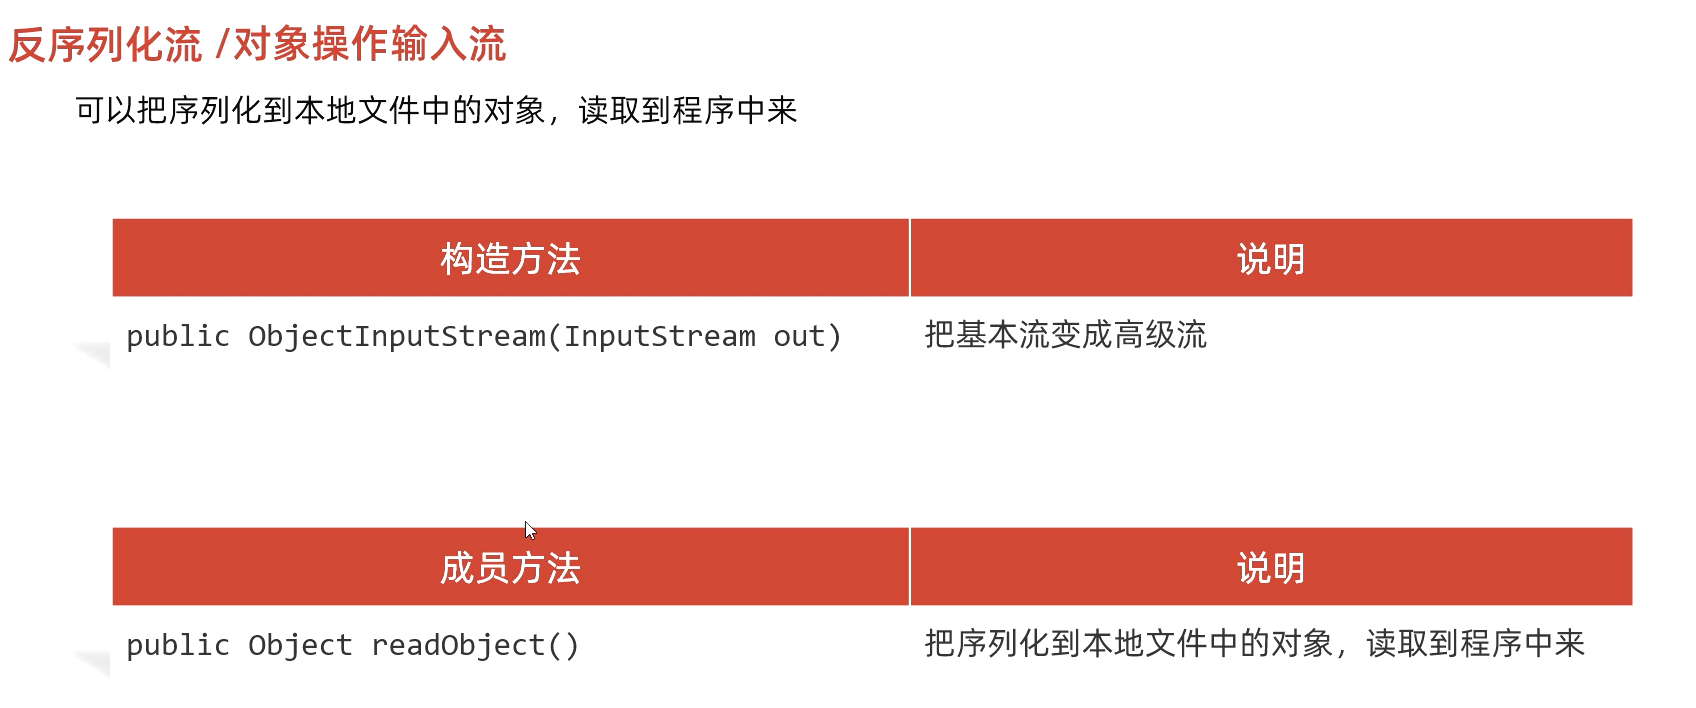 反序列化流 /对象操作输入流
可以把序列化到本地文件中的对象，读取到程序中来
构造方法 说明
public ObjectInputStream(InputStream out) 把基本流变成高级流
成员方法 说明
public Object readObject() 把序列化到本地文件中的对象，读取到程序中来